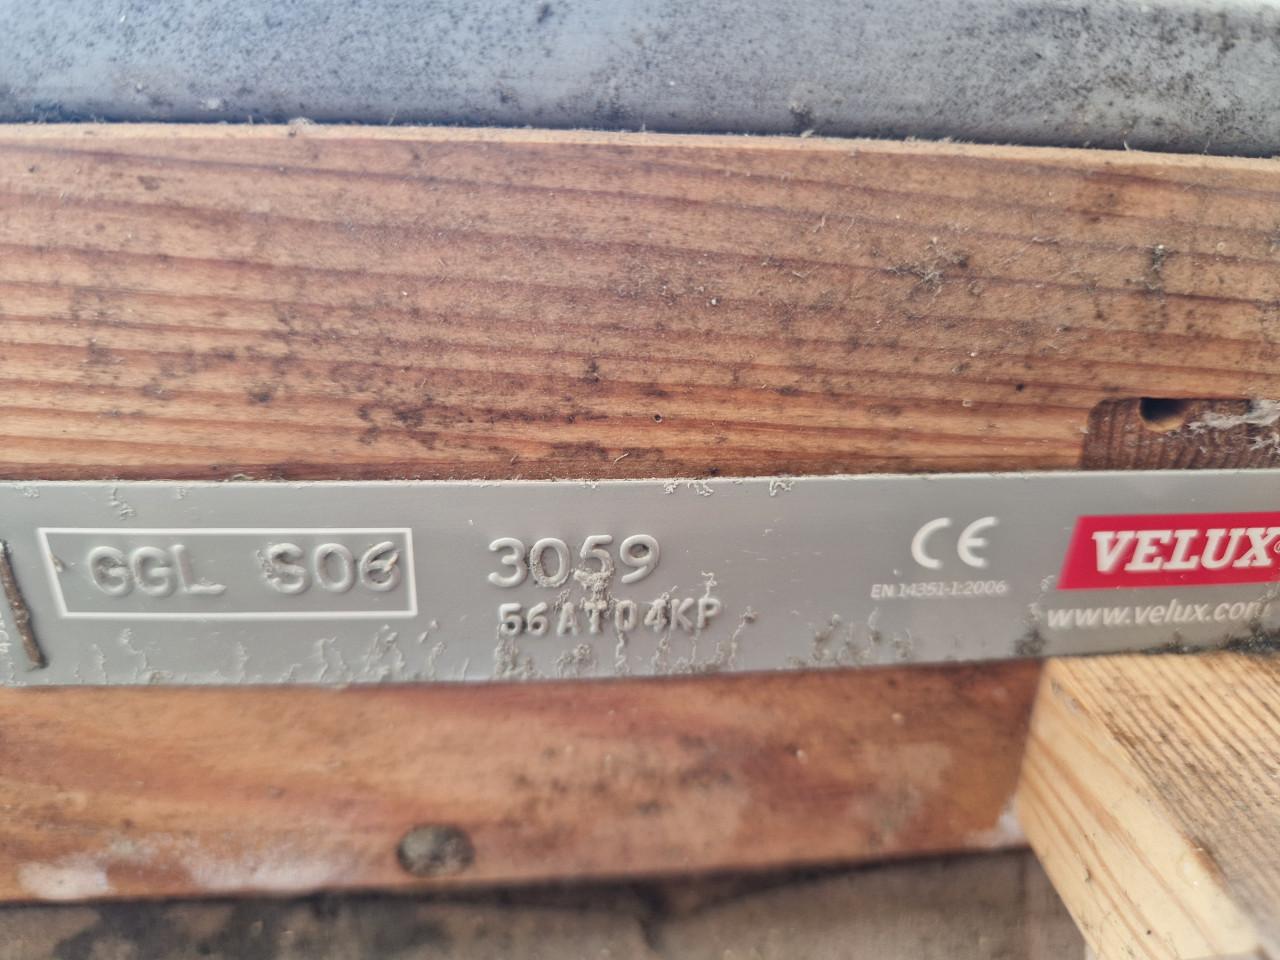 GGL S06
3059
56AT04KP
CE
EN 14351-1:2006
VELUX®
www.velux.com